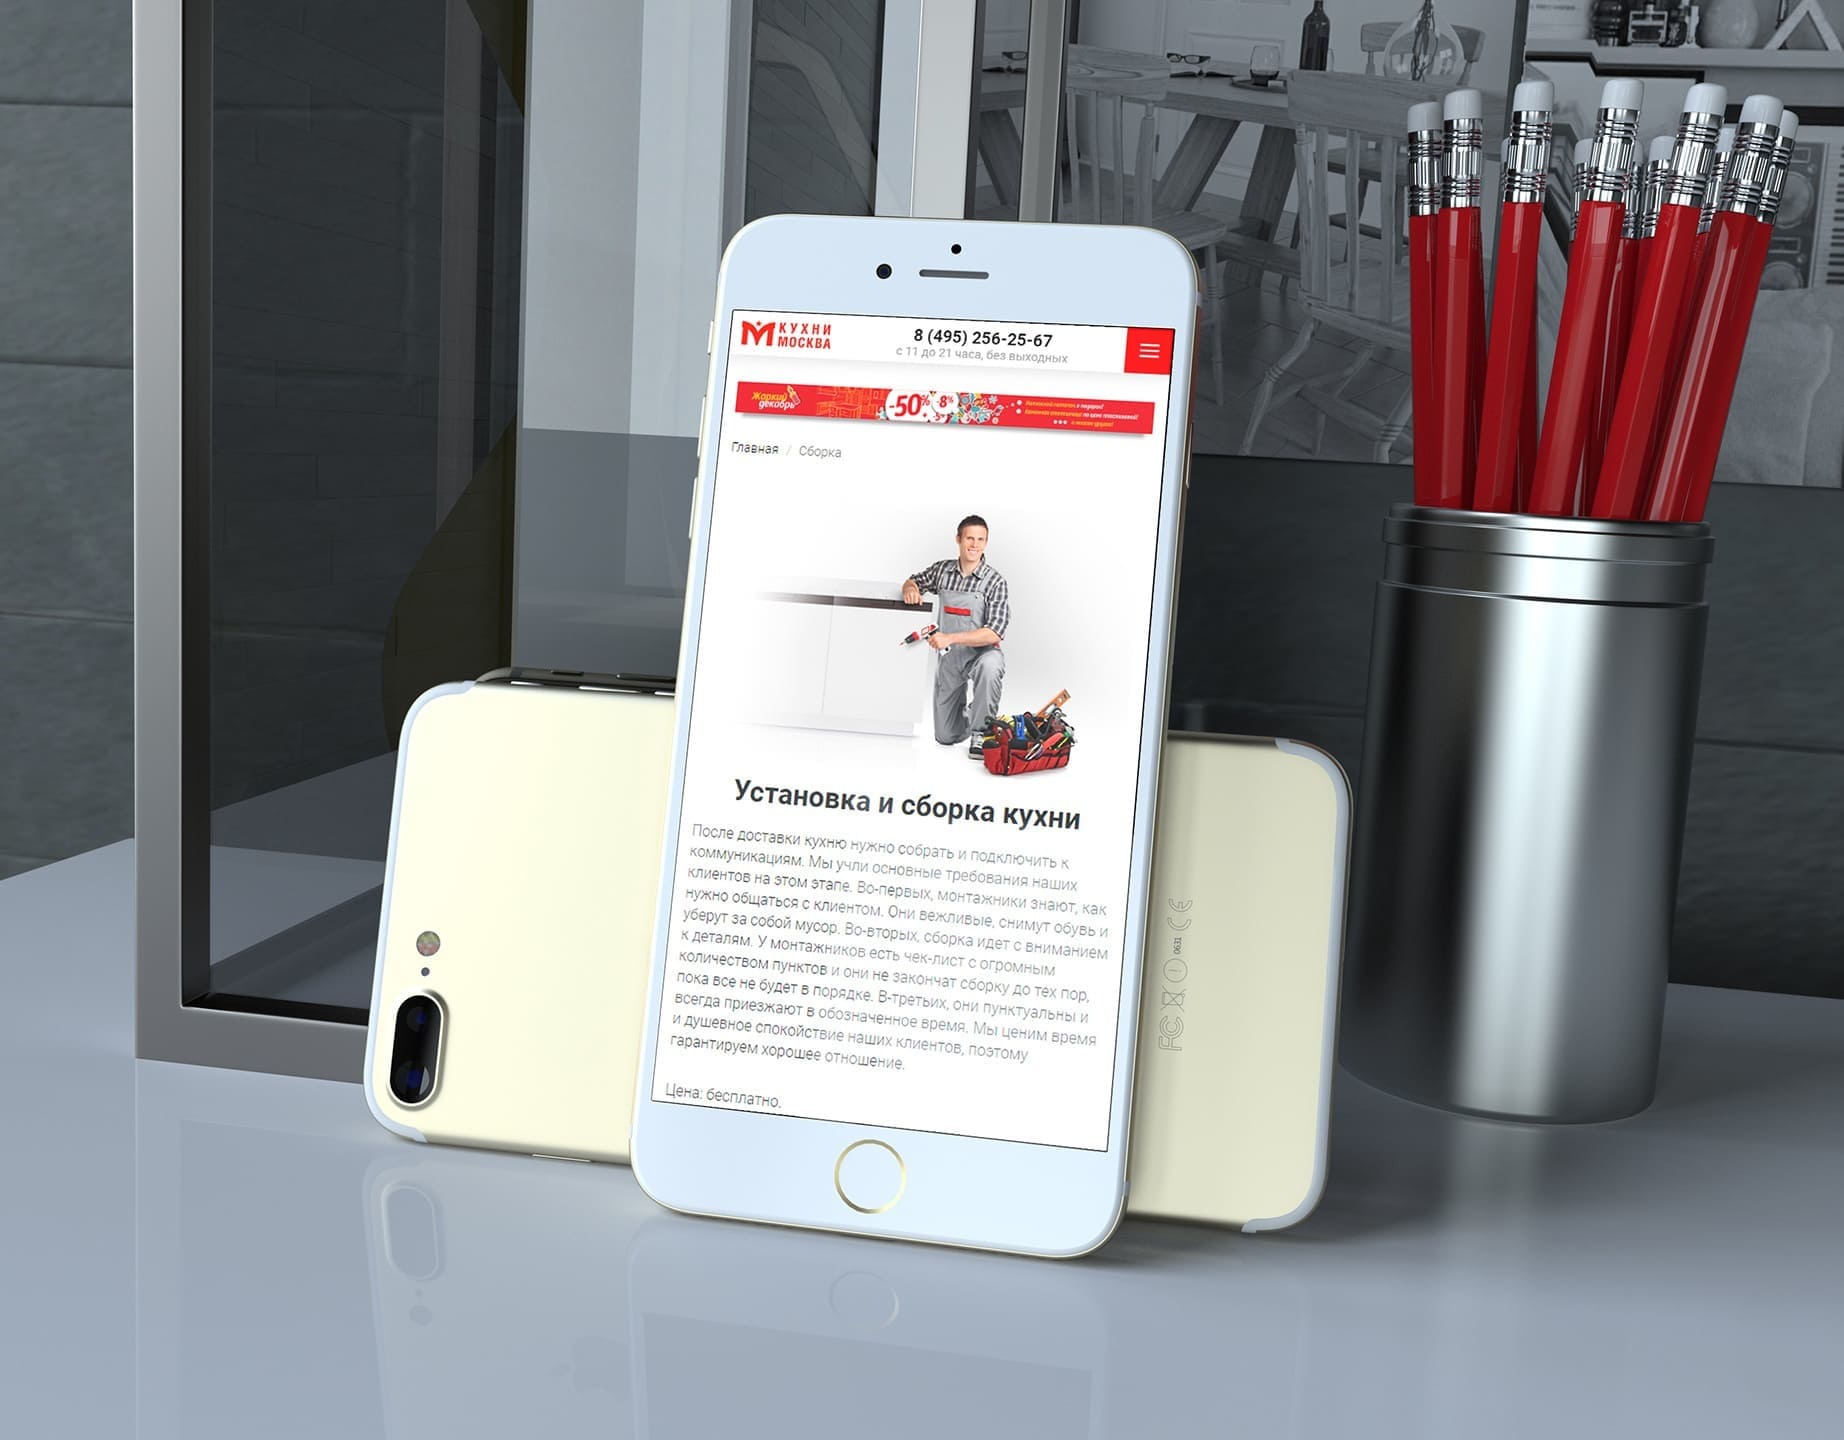 КУХНИ
МОСКВА
8 (495) 256-25-67
с 11 до 21 часа, без выходных
Жаркий
декабрь
-50%
-8%
Главная / Сборка
Установка и сборка кухни
После доставки кухню нужно собрать и подключить к
коммуникациям. Мы учли основные требования наших
клиентов на этом этапе. Во-первых, монтажники знают, как
нужно общаться с клиентом. Они вежливые, снимут обувь и
уберут за собой мусор. Во-вторых, сборка идет с вниманием
к деталям. У монтажников есть чек-лист с огромным
количеством пунктов и они не закончат сборку до тех пор,
пока все не будет в порядке. В-третьих, они пунктуальны и
всегда приезжают в обозначенное время. Мы ценим время
и душевное спокойствие наших клиентов, поэтому
гарантируем хорошее отношение.
Цена: бесплатно.
FC 0631 CE